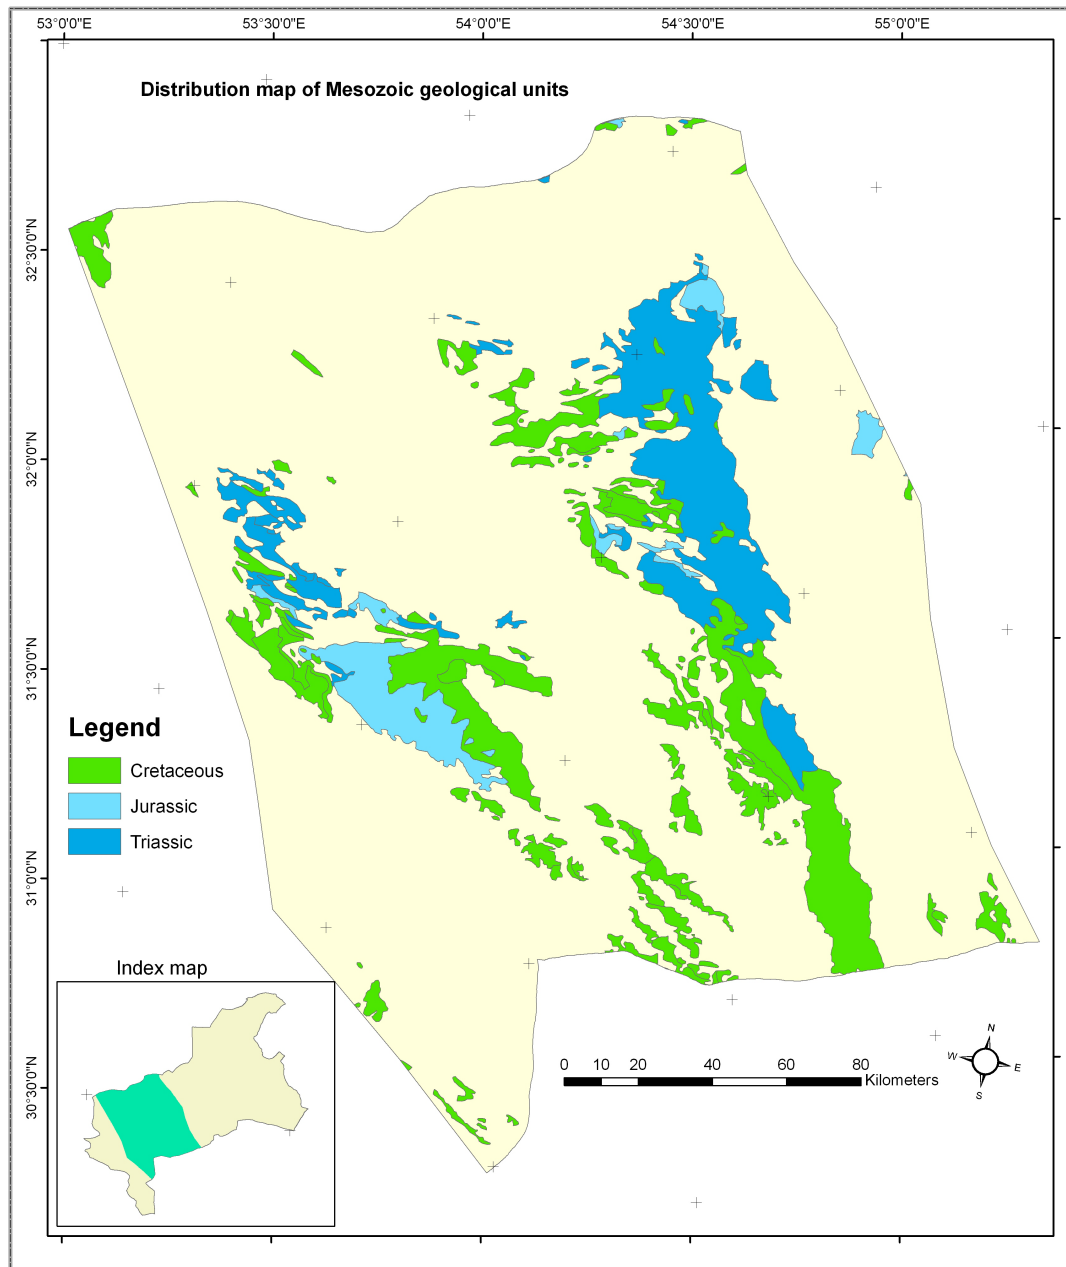 53°0'0"E 53°30'0"E 54°0'0"E 54°30'0"E 55°0'0"E
Distribution map of Mesozoic geological units
32°30'0"N
32°0'0"N
31°30'0"N
31°0'0"N
30°30'0"N
Legend
Cretaceous
Jurassic
Triassic
Index map
0 10 20 40 60 80
Kilometers
N
W
E
S